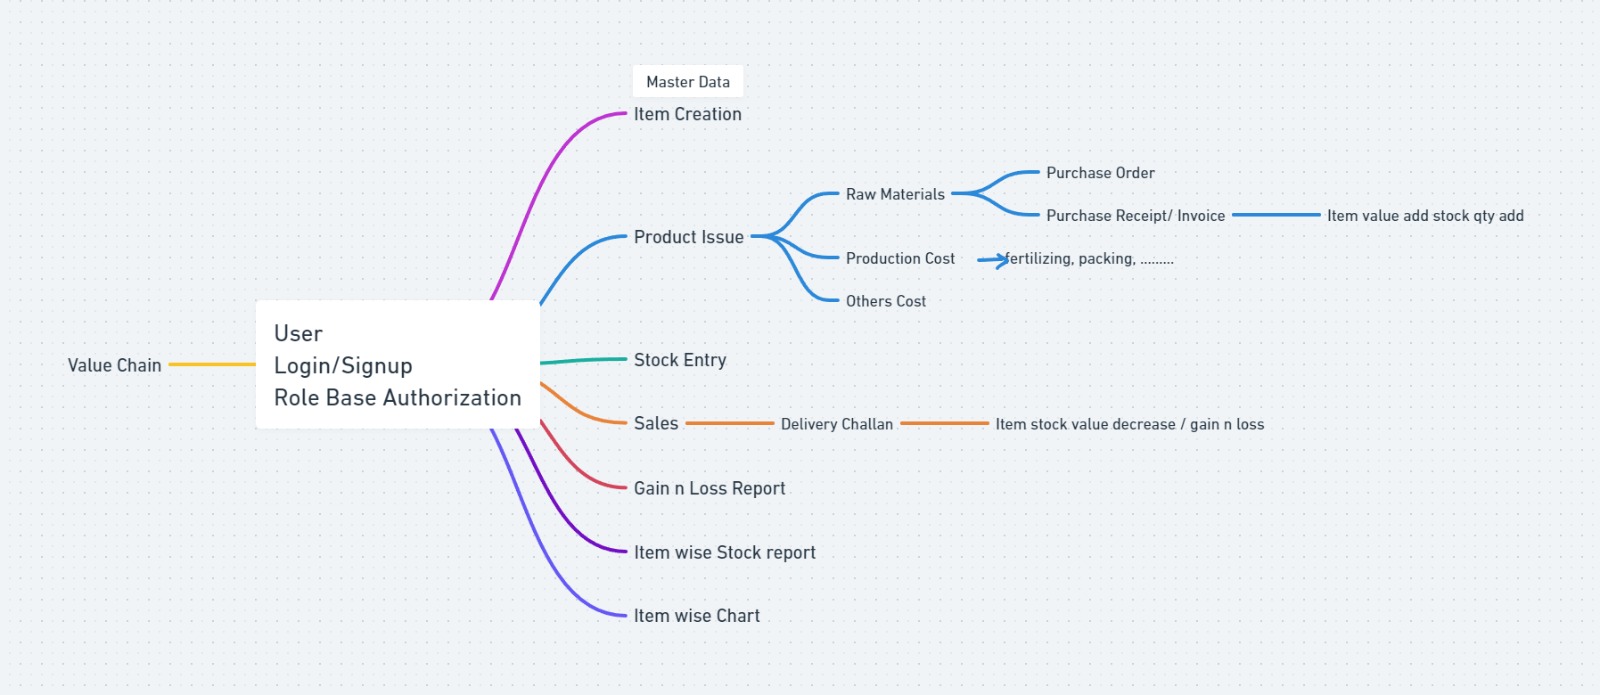 Master Data
Item Creation
Purchase Order
Raw Materials
Purchase Receipt/ Invoice
Item value add stock qty add
Product Issue
Production Cost
fertilizing, packing, .........
Others Cost
User
Login/Signup
Role Base Authorization
Value Chain
Stock Entry
Sales
Delivery Challan
Item stock value decrease / gain n loss
Gain n Loss Report
Item wise Stock report
Item wise Chart